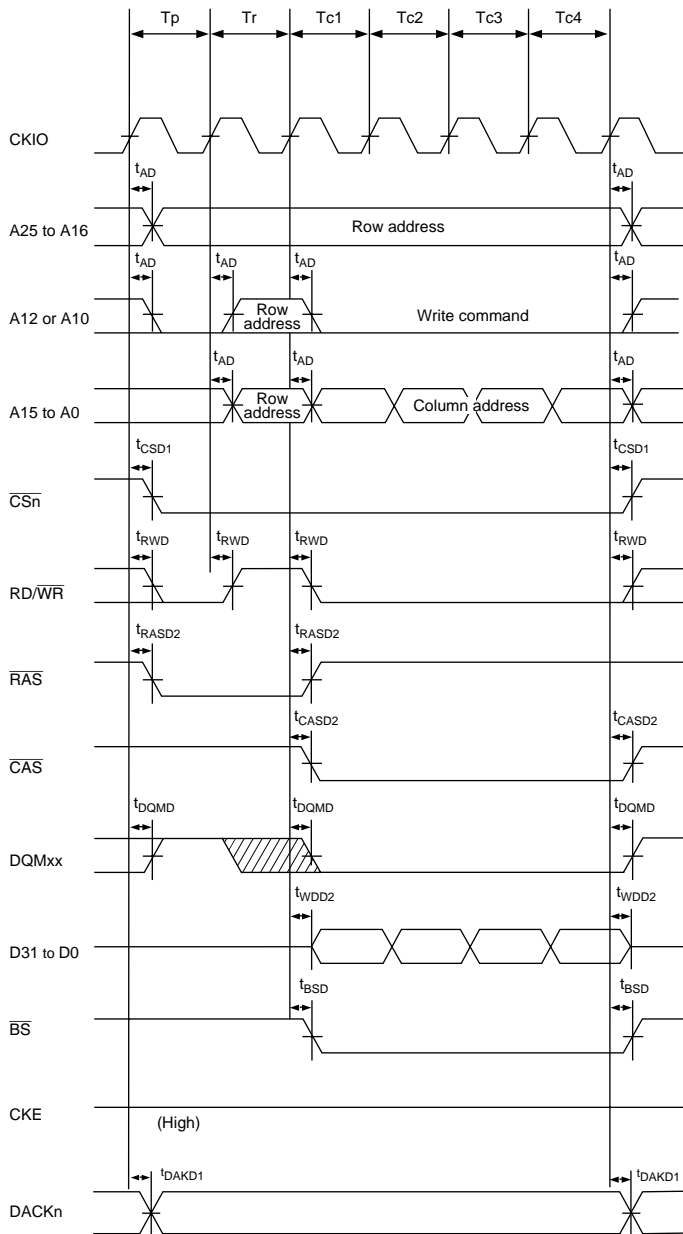 Tp Tr Tc1 Tc2 Tc3 Tc4
CKIO
tAD tAD
A25 to A16 Row address
tAD tAD tAD tAD
A12 or A10 Row address Write command
tAD tAD tAD
A15 to A0 Row address Column address
tCSD1 tCSD1
CSn
tRWD tRWD tRWD tRWD
RD/WR
tRASD2 tRASD2
RAS
tCASD2 tCASD2
CAS
tDQMD tDQMD tDQMD
DQMxx
tWDD2 tWDD2
D31 to D0
tBSD tBSD
BS
CKE
(High)
tDAKD1 tDAKD1
DACKn